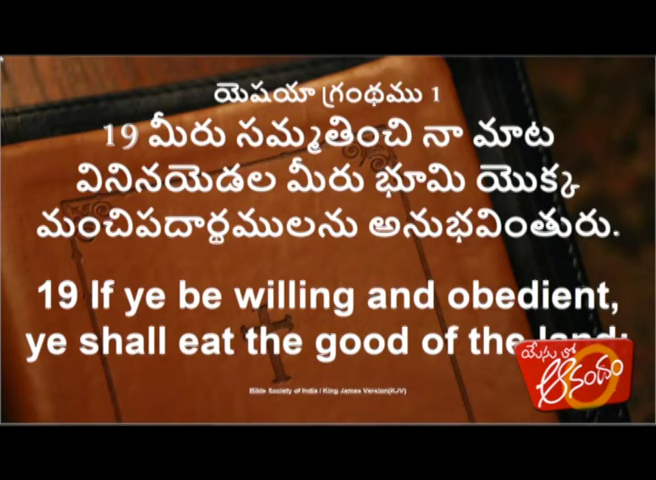 యెషయా గ్రంథము 1
19 మీరు సమ్మతించి నా మాట
వినినయెడల మీరు భూమి యొక్క
మంచిపదార్థములను అనుభవింతురు.
19 If ye be willing and obedient,
ye shall eat the good of the land;
Bible Society of India / King James Version(KJV)
యేసు తో
ఆనందం